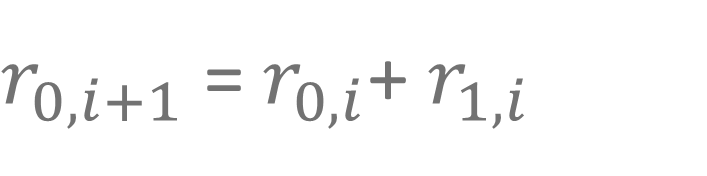 r₀,ᵢ₊₁ = r₀,ᵢ + r₁,ᵢ